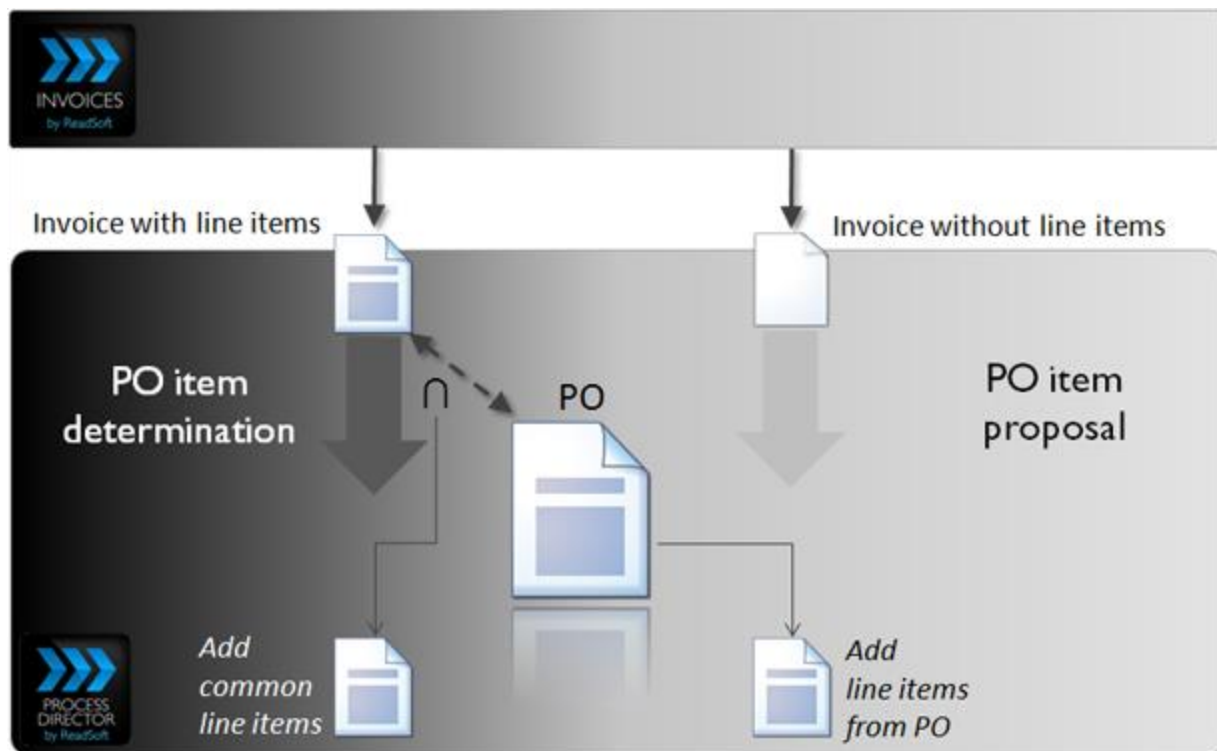 INVOICES
by ReadSoft
Invoice with line items
Invoice without line items
PO item
determination
∩
PO
PO item
proposal
Add
common
line items
Add
line items
from PO
PROCESS
DIRECTOR
by ReadSoft